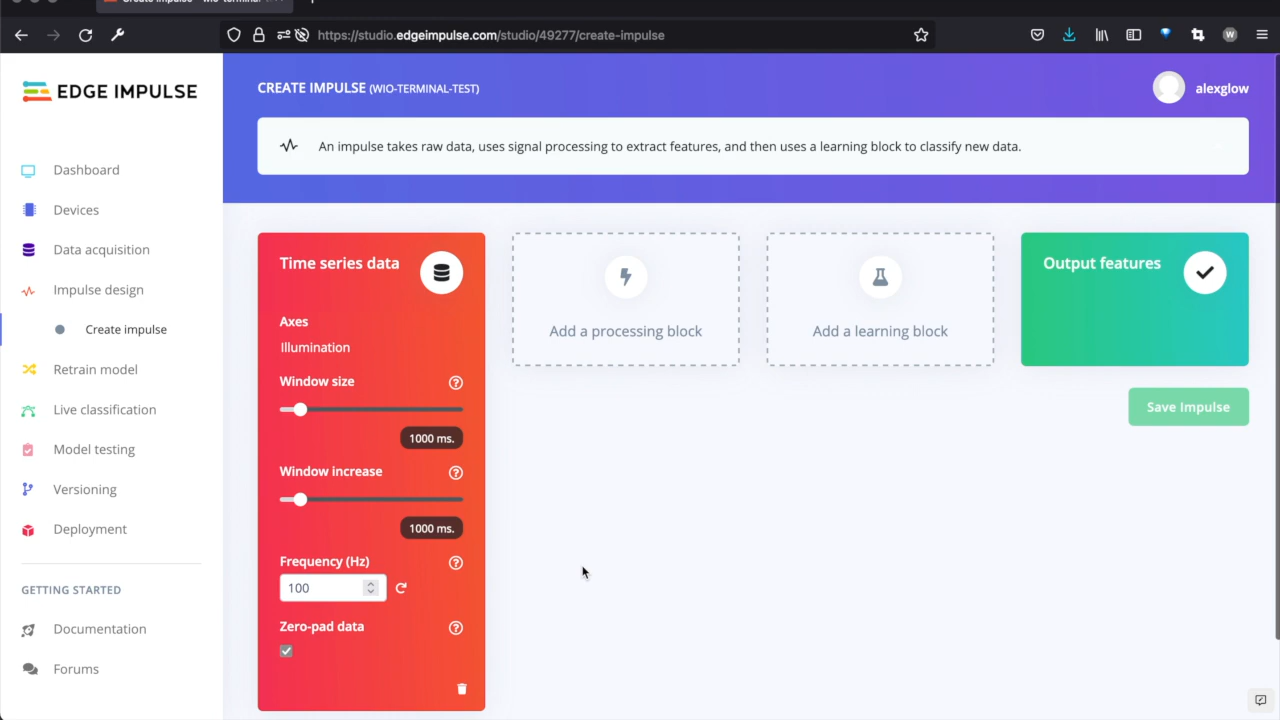 https://studio.edgeimpulse.com/studio/49277/create-impulse
W
EDGE IMPULSE
Dashboard
Devices
Data acquisition
Impulse design
Create impulse
Retrain model
Live classification
Model testing
Versioning
Deployment
GETTING STARTED
Documentation
Forums
CREATE IMPULSE (WIO-TERMINAL-TEST)
alexglow
An impulse takes raw data, uses signal processing to extract features, and then uses a learning block to classify new data.
Time series data
Axes
Illumination
Window size
?
1000 ms.
Window increase
?
1000 ms.
Frequency (Hz)
?
100
Zero-pad data
?
Add a processing block
Add a learning block
Output features
Save Impulse